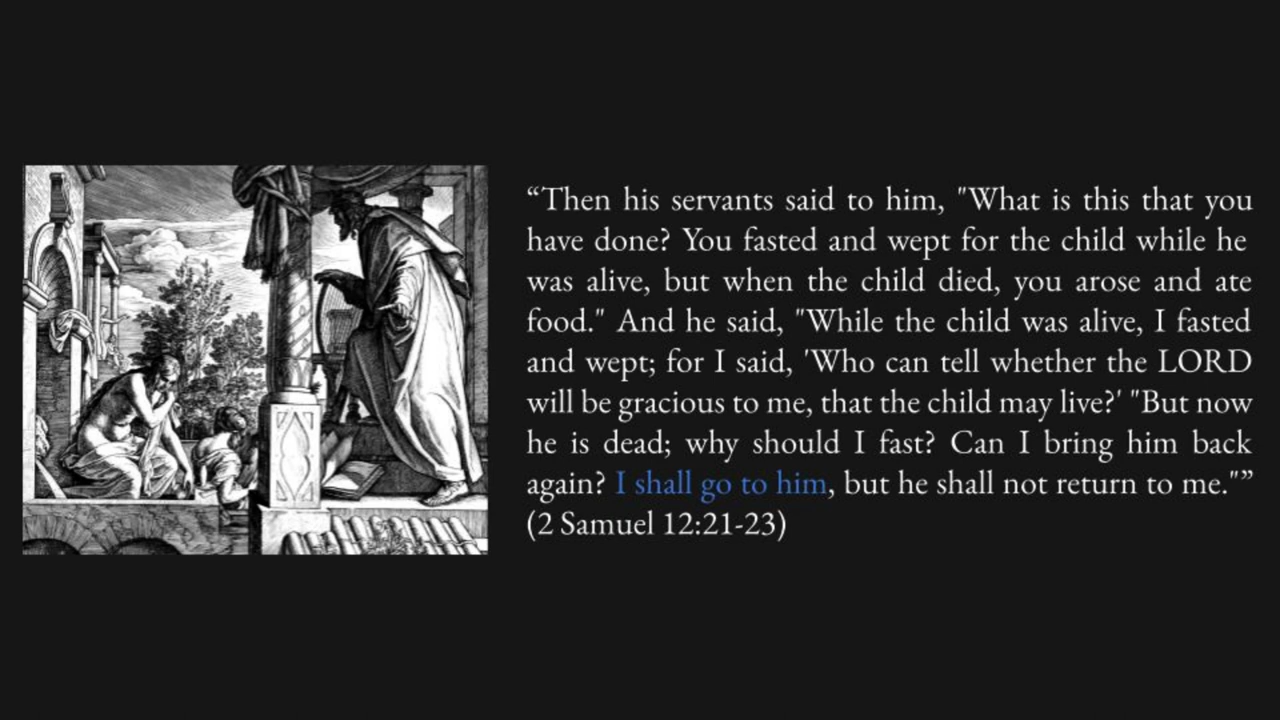 “Then his servants said to him, "What is this that you
have done? You fasted and wept for the child while he
was alive, but when the child died, you arose and ate
food." And he said, "While the child was alive, I fasted
and wept; for I said, 'Who can tell whether the LORD
will be gracious to me, that the child may live?' "But now
he is dead; why should I fast? Can I bring him back
again? I shall go to him, but he shall not return to me."”
(2 Samuel 12:21-23)